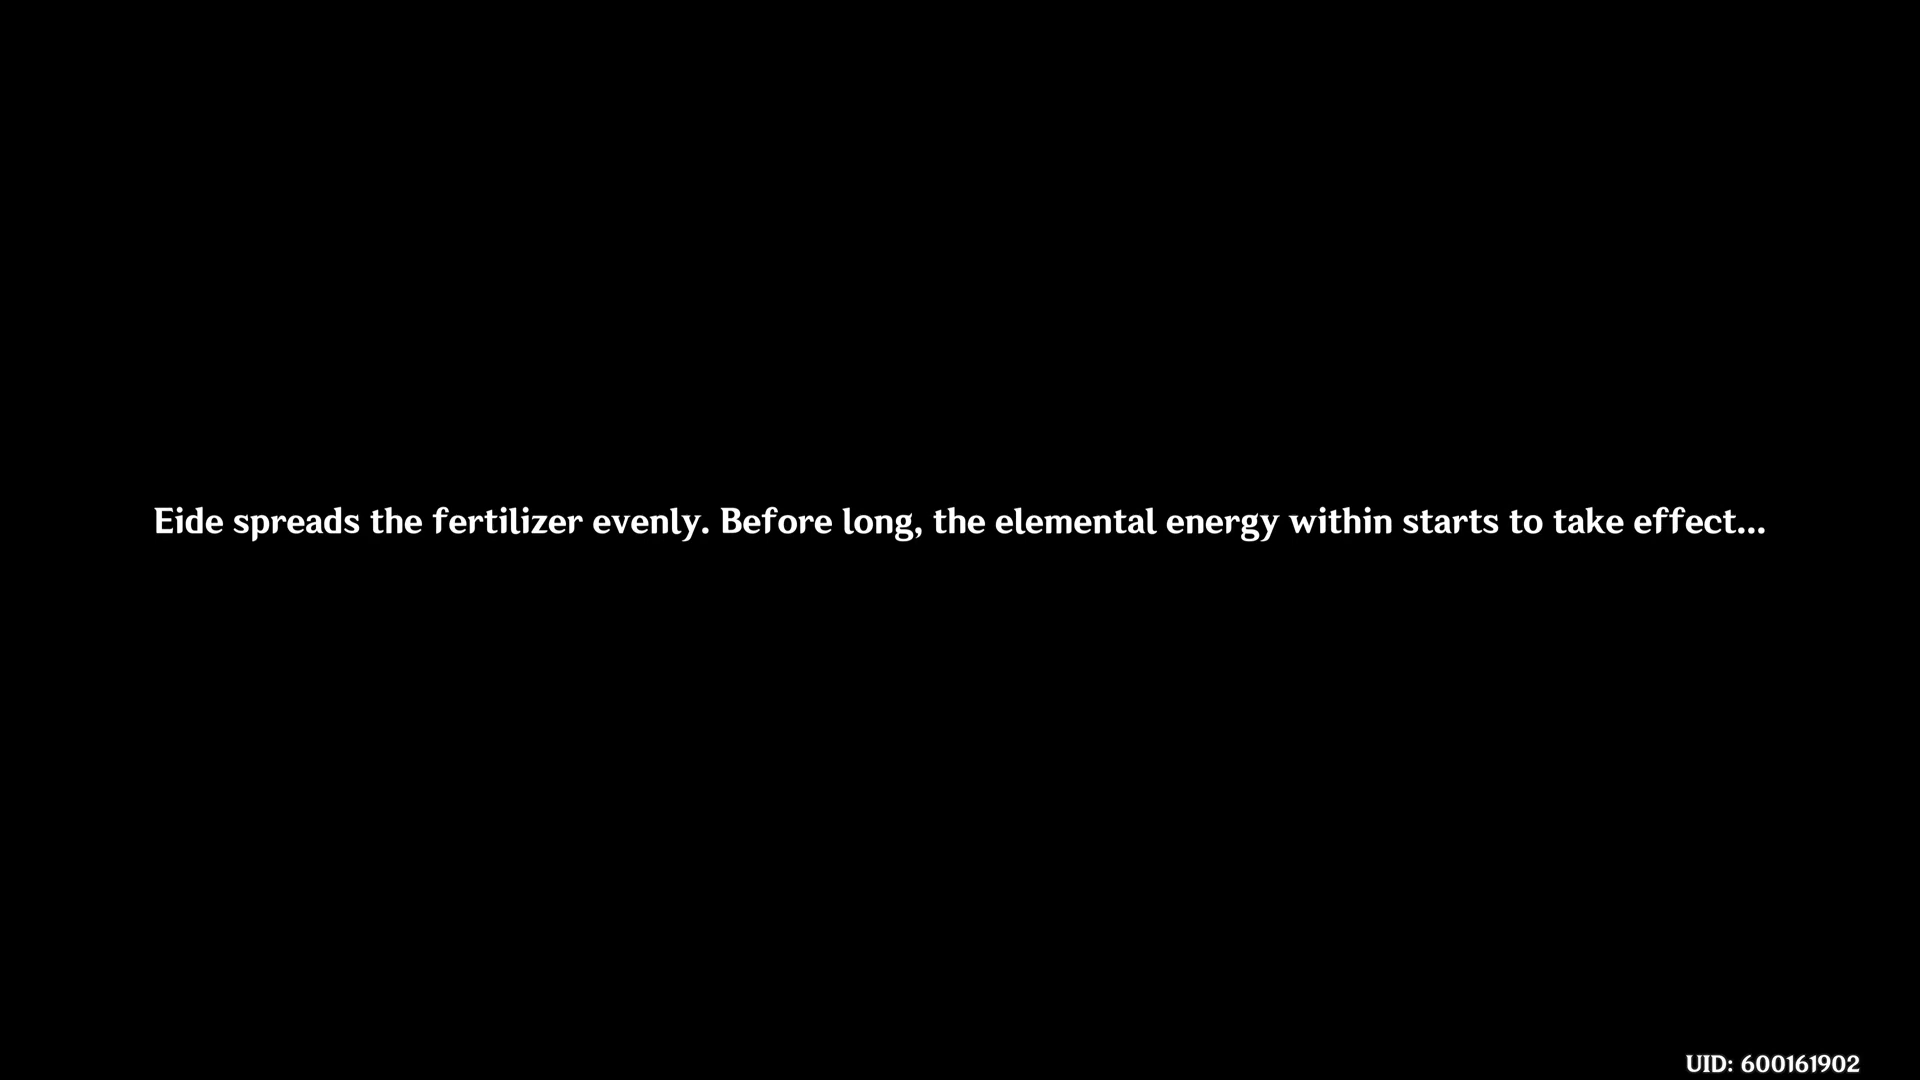 Eide spreads the fertilizer evenly. Before long, the elemental energy within starts to take effect...
UID: 600161902